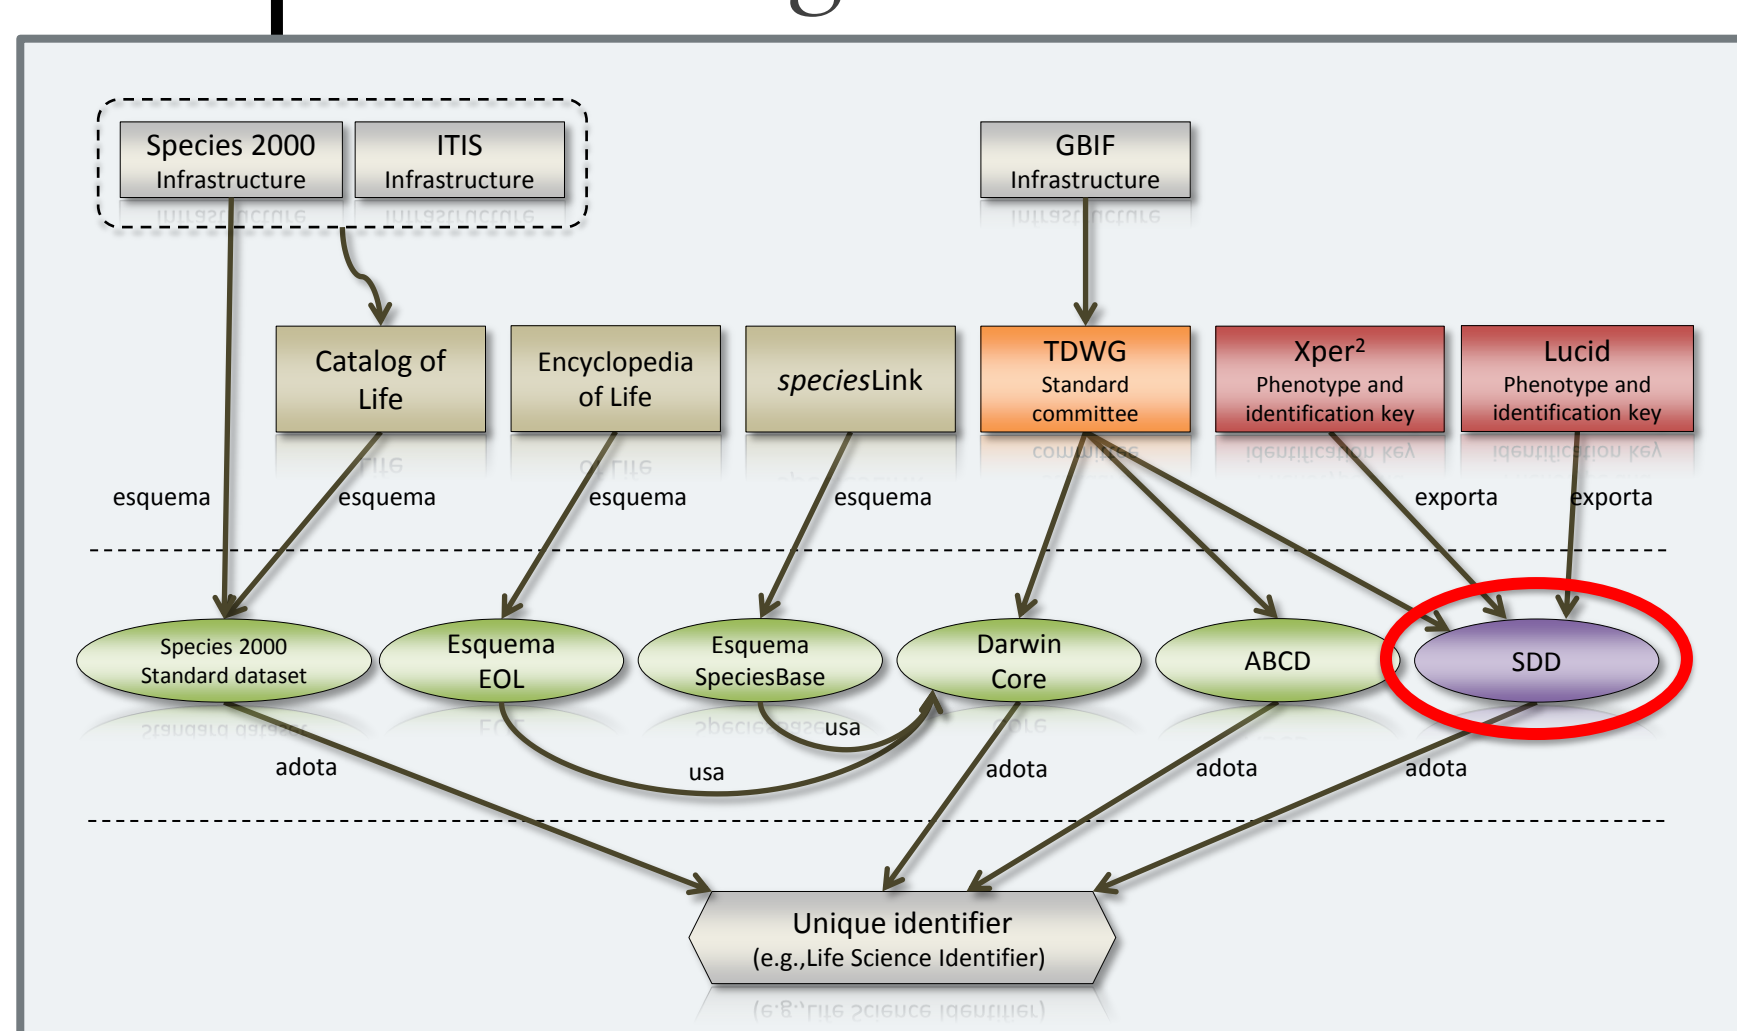 g
Species 2000
Infrastructure
ITIS
Infrastructure
GBIF
Infrastructure
Catalog of
Life
Encyclopedia
of Life
speciesLink
TDWG
Standard
committee
Xper²
Phenotype and
identification key
Lucid
Phenotype and
identification key
esquema
esquema
esquema
esquema
exporta
exporta
Species 2000
Standard dataset
Esquema
EOL
Esquema
SpeciesBase
Darwin
Core
ABCD
SDD
usa
adota
usa
adota
adota
adota
Unique identifier
(e.g.,Life Science Identifier)